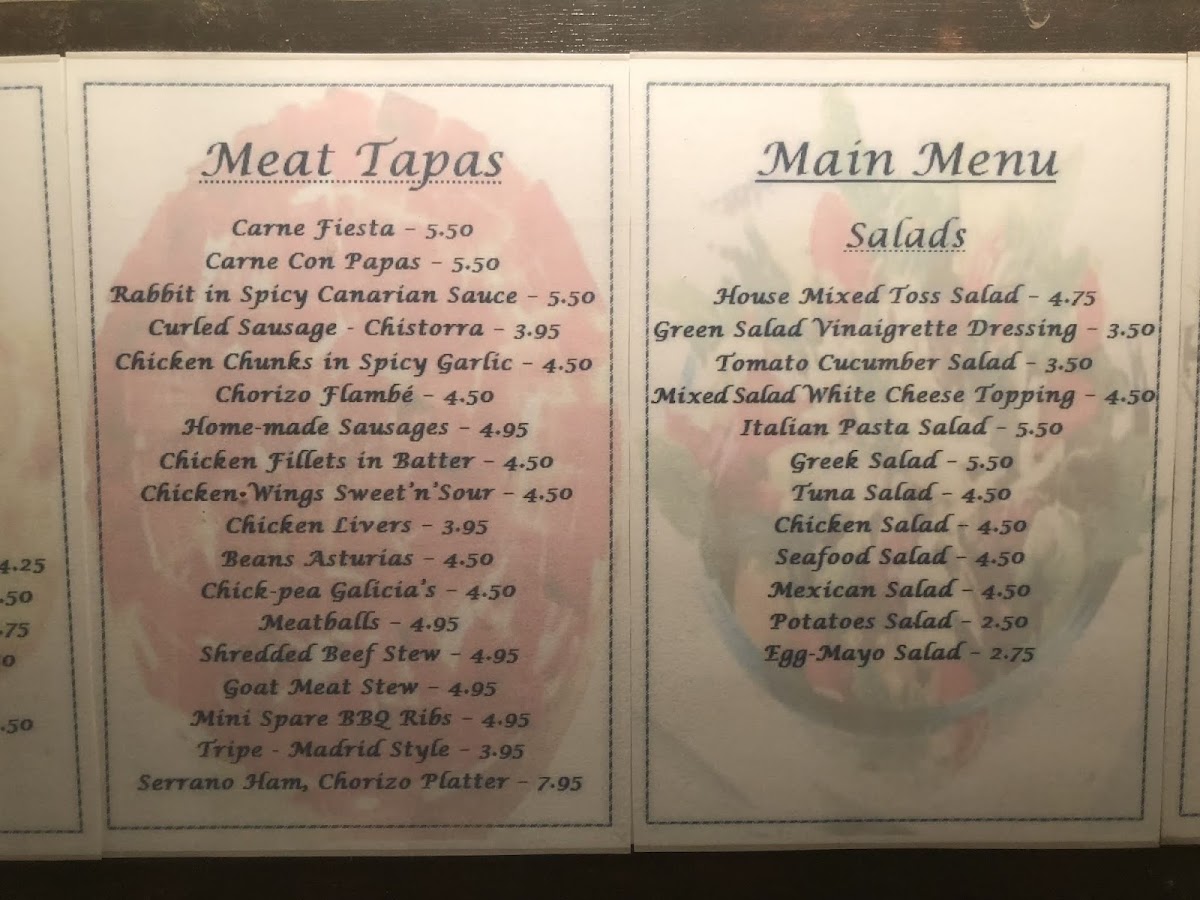 4.25
.50
.75
0
.50
Meat Tapas
Carne Fiesta - 5.50
Carne Con Papas - 5.50
Rabbit in Spicy Canarian Sauce - 5.50
Curled Sausage - Chistorra - 3.95
Chicken Chunks in Spicy Garlic - 4.50
Chorizo Flambé - 4.50
Home-made Sausages - 4.95
Chicken Fillets in Batter - 4.50
Chicken•Wings Sweet'n'Sour - 4.50
Chicken Livers - 3.95
Beans Asturias - 4.50
Chick-pea Galicia's - 4.50
Meatballs - 4.95
Shredded Beef Stew - 4.95
Goat Meat Stew - 4.95
Mini Spare BBQ Ribs - 4.95
Tripe - Madrid Style - 3.95
Serrano Ham, Chorizo Platter - 7.95
Main Menu
Salads
House Mixed Toss Salad - 4.75
Green Salad Vinaigrette Dressing - 3.50
Tomato Cucumber Salad - 3.50
Mixed Salad White Cheese Topping - 4.50
Italian Pasta Salad - 5.50
Greek Salad - 5.50
Tuna Salad - 4.50
Chicken Salad - 4.50
Seafood Salad - 4.50
Mexican Salad - 4.50
Potatoes Salad - 2.50
Egg-Mayo Salad - 2.75